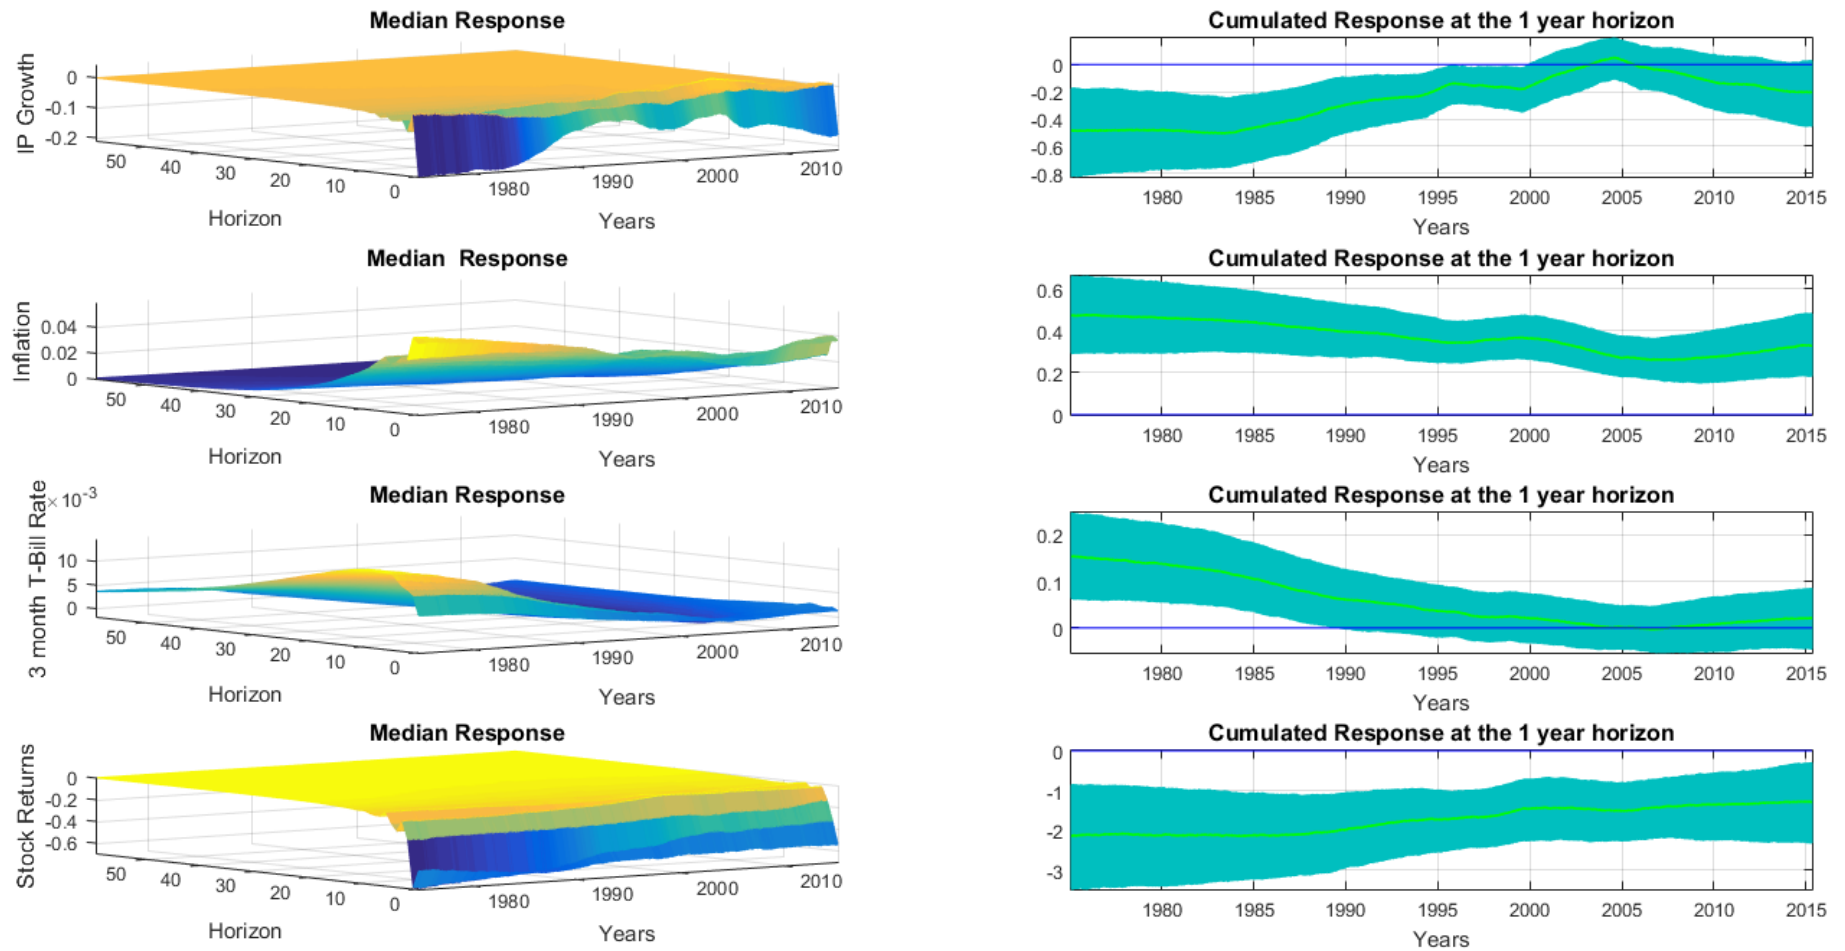 Median Response
IP Growth
0
-0.1
-0.2
50
40
30
20
10
0
1980
1990
2000
2010
Horizon
Years
Cumulated Response at the 1 year horizon
0
-0.2
-0.4
-0.6
-0.8
1980 1985 1990 1995 2000 2005 2010 2015
Years
Median Response
Inflation
0.04
0.02
0
50
40
30
20
10
0
1980
1990
2000
2010
Horizon
Years
Cumulated Response at the 1 year horizon
0.6
0.4
0.2
0
1980 1985 1990 1995 2000 2005 2010 2015
Years
Median Response
3 month T-Bill Rate
× 10-3
10
5
0
50
40
30
20
10
0
1980
1990
2000
2010
Horizon
Years
Cumulated Response at the 1 year horizon
0.2
0.1
0
1980 1985 1990 1995 2000 2005 2010 2015
Years
Median Response
Stock Returns
0
-0.2
-0.4
-0.6
50
40
30
20
10
0
1980
1990
2000
2010
Horizon
Years
Cumulated Response at the 1 year horizon
0
-1
-2
-3
1980 1985 1990 1995 2000 2005 2010 2015
Years